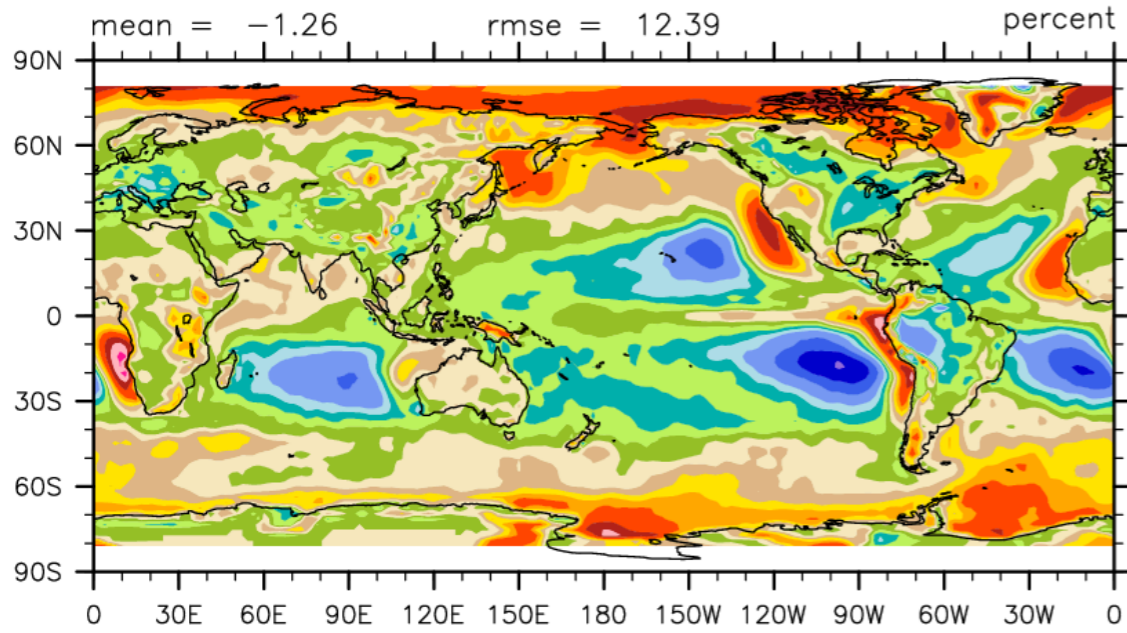 mean = -1.26 rmse = 12.39 percent
90N
60N
30N
0
30S
60S
90S
0 30E 60E 90E 120E 150E 180 150W 120W 90W 60W 30W 0